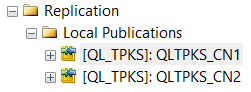 Replication
Local Publications
[QL_TPKS]: QLTPKS_CN1
[QL_TPKS]: QLTPKS_CN2